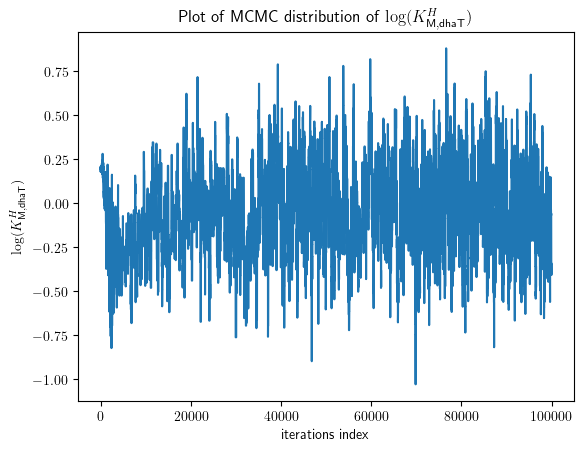 Plot of MCMC distribution of log(K^H_{M,dhaT})
0.75
0.50
0.25
0.00
−0.25
−0.50
−0.75
−1.00
log(K^H_{M,dhaT})
0 20000 40000 60000 80000 100000
iterations index